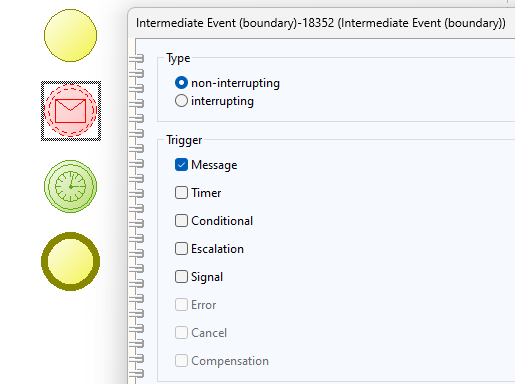 Intermediate Event (boundary)-18352 (Intermediate Event (boundary))
Type
non-interrupting
interrupting
Trigger
Message
Timer
Conditional
Escalation
Signal
Error
Cancel
Compensation